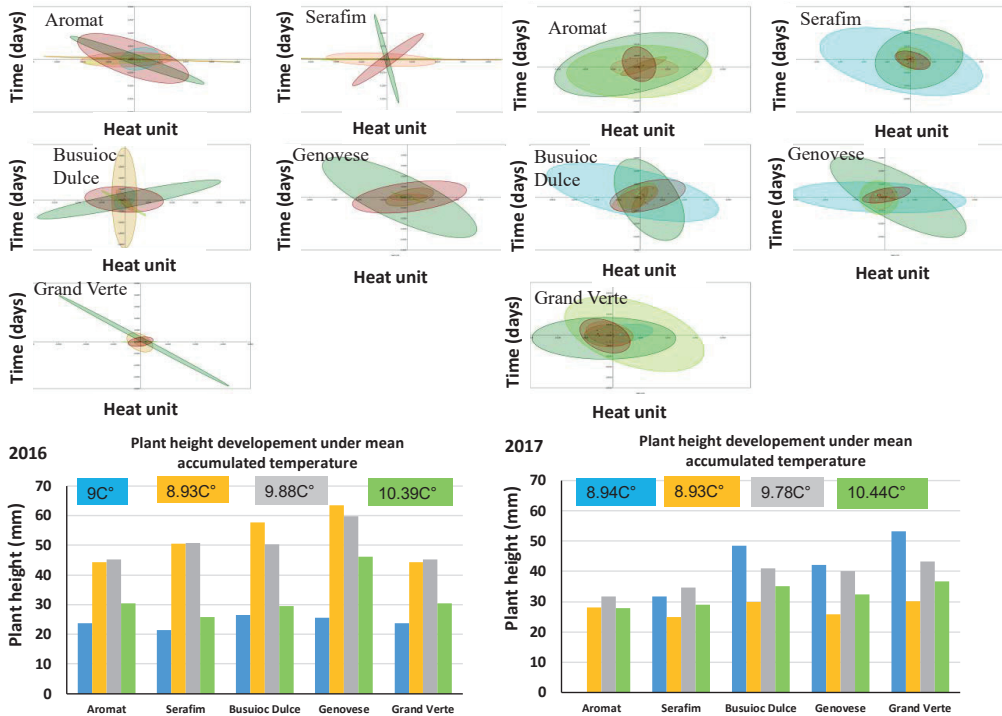 Aromat
Time (days)
Heat unit
Serafim
Time (days)
Heat unit
Aromat
Time (days)
Heat unit
Serafim
Time (days)
Heat unit
Busuioc
Dulce
Time (days)
Heat unit
Genovese
Time (days)
Heat unit
Busuioc
Dulce
Time (days)
Heat unit
Genovese
Time (days)
Heat unit
Grand Verte
Time (days)
Heat unit
Grand Verte
Time (days)
Heat unit
2016
Plant height developement under mean
accumulated temperature
9C° 8.93C° 9.88C° 10.39C°
Plant height (mm)
70
60
50
40
30
20
10
0
Aromat Serafim Busuioc Dulce Genovese Grand Verte
2017
Plant height developement under mean
accumulated temperature
8.94C° 8.93C° 9.78C° 10.44C°
Plant height (mm)
70
60
50
40
30
20
10
0
Aromat Serafim Busuioc Dulce Genovese Grand Verte